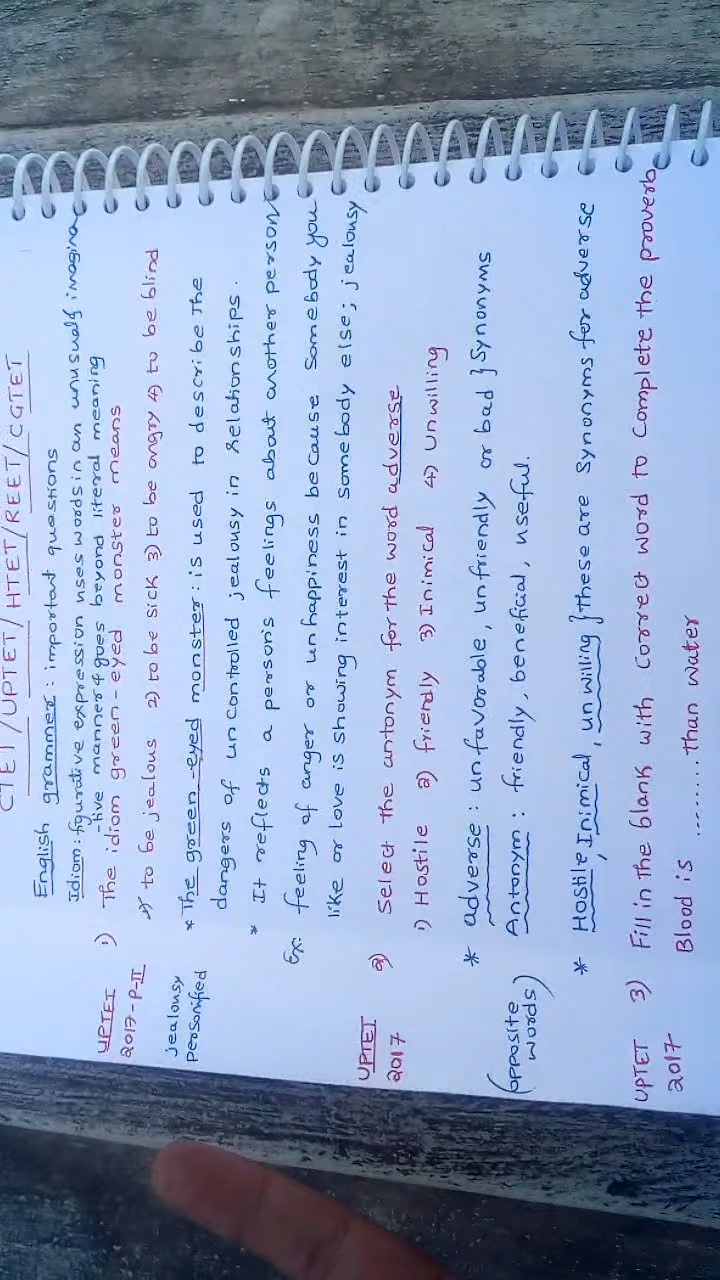 CTET/UPTET/HTET/REET/CGTET
English grammer: important questions
Idiom: figurative expression uses words in an unusual & imagina
-tive manner & goes beyond literal meaning
UPTET 2017-P-II 1) The idiom green-eyed monster means
1) to be jealous 2) to be sick 3) to be angry 4) to be blind
jealousy personified
* The green-eyed monster: is used to describe the
dangers of uncontrolled jealousy in relationships.
* It reflects a person's feelings about another person
Ex: feeling of anger or unhappiness because somebody you
like or love is showing interest in somebody else; jealousy
UPTET 2017 2) Select the antonym for the word adverse
1) Hostile 2) friendly 3) Inimical 4) Unwilling
* adverse: unfavorable, unfriendly or bad } Synonyms
Antonym: friendly, beneficial, useful.
(opposite words)
* Hostile, Inimical, unwilling } these are synonyms for adverse
UPTET 2017 3) Fill in the blank with correct word to complete the proverb
Blood is ........ than water